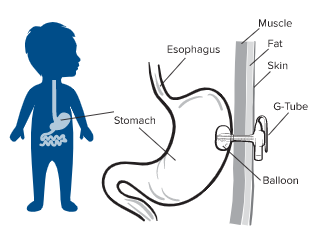 Muscle
Esophagus
Fat
Skin
G-Tube
Stomach
Balloon